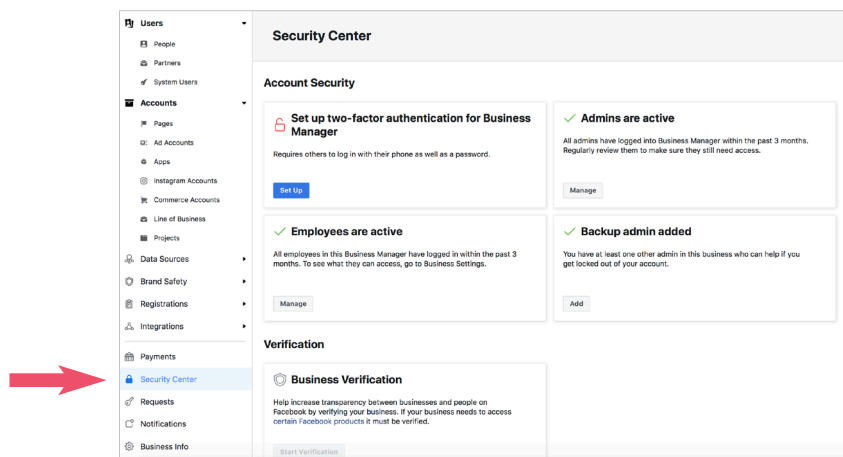 Users
People
Partners
System Users
Accounts
Pages
Ad Accounts
Apps
Instagram Accounts
Commerce Accounts
Line of Business
Projects
Data Sources
Brand Safety
Registrations
Integrations
Payments
Security Center
Requests
Notifications
Business Info
Security Center
Account Security
Set up two-factor authentication for Business
Manager
Requires others to log in with their phone as well as a password.
Set Up
Admins are active
All admins have logged into Business Manager within the past 3 months.
Regularly review them to make sure they still need access.
Manage
Employees are active
All employees in this Business Manager have logged in within the past 3
months. To see what they can access, go to Business Settings.
Manage
Backup admin added
You have at least one other admin in this business who can help if you
get locked out of your account.
Add
Verification
Business Verification
Help increase transparency between businesses and people on
Facebook by verifying your business. If your business needs to access
certain Facebook products it must be verified.
Start Verification